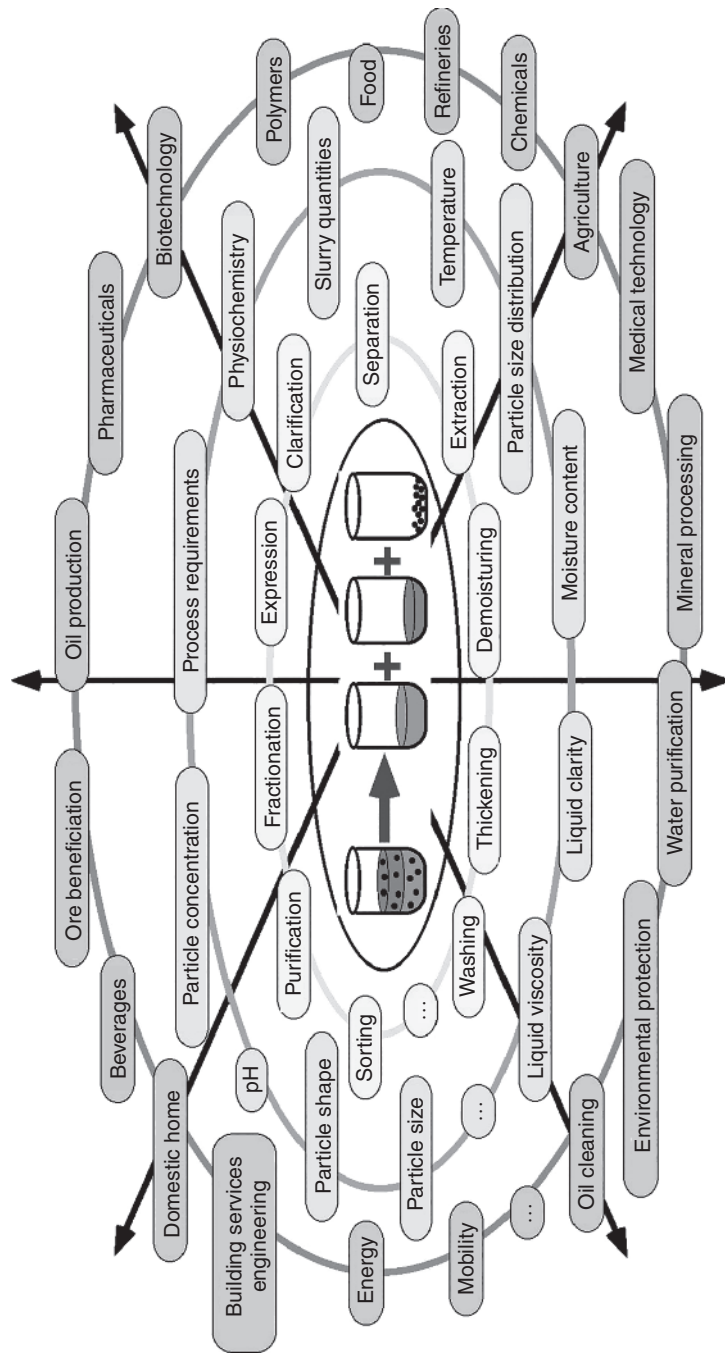 Ore beneficiation
Oil production
Pharmaceuticals
Beverages
Biotechnology
Domestic home
Polymers
Building services
engineering
Food
Energy
Refineries
Mobility
Chemicals
...
Agriculture
Oil cleaning
Medical technology
Environmental protection
Mineral processing
Water purification
Particle concentration
Process requirements
Physiochemistry
pH
Slurry quantities
Particle shape
Temperature
Particle size
Particle size distribution
...
Moisture content
Liquid viscosity
Liquid clarity
Fractionation
Expression
Clarification
Purification
Separation
Sorting
Extraction
...
Demoisturing
Washing
Thickening
+
+